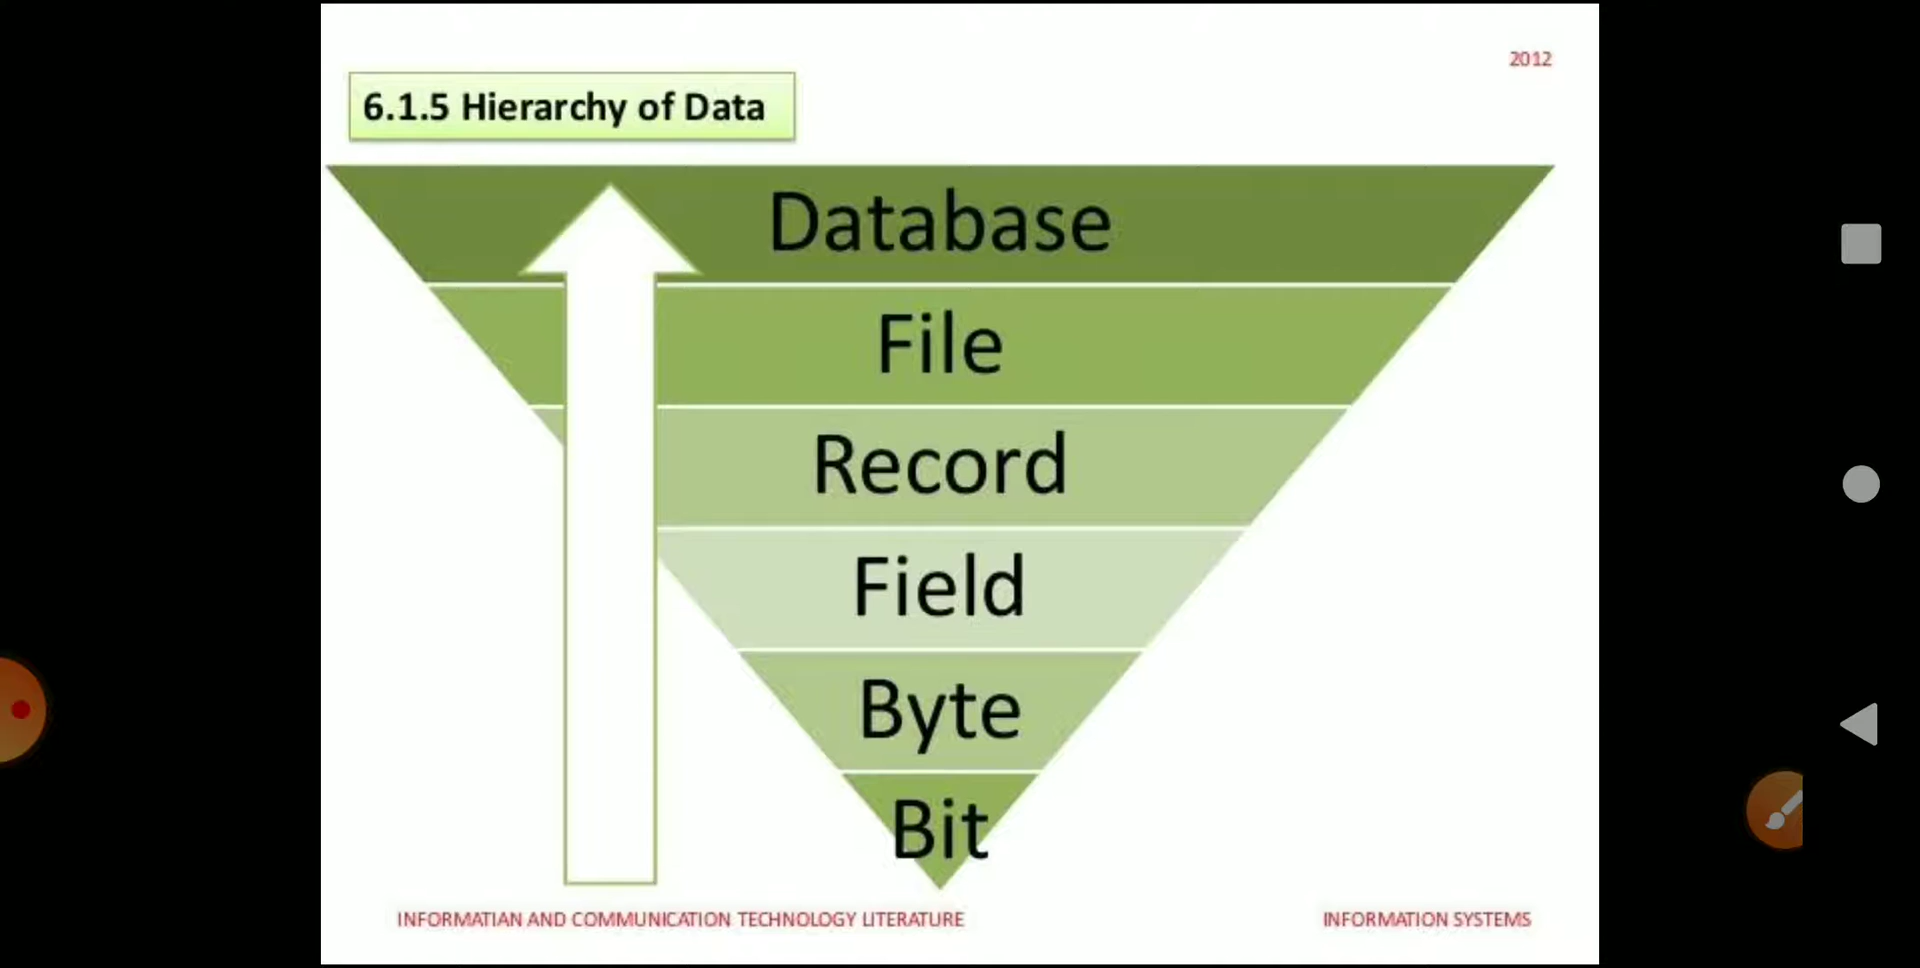 2012
6.1.5 Hierarchy of Data
Database
File
Record
Field
Byte
Bit
INFORMATIAN AND COMMUNICATION TECHNOLOGY LITERATURE
INFORMATION SYSTEMS